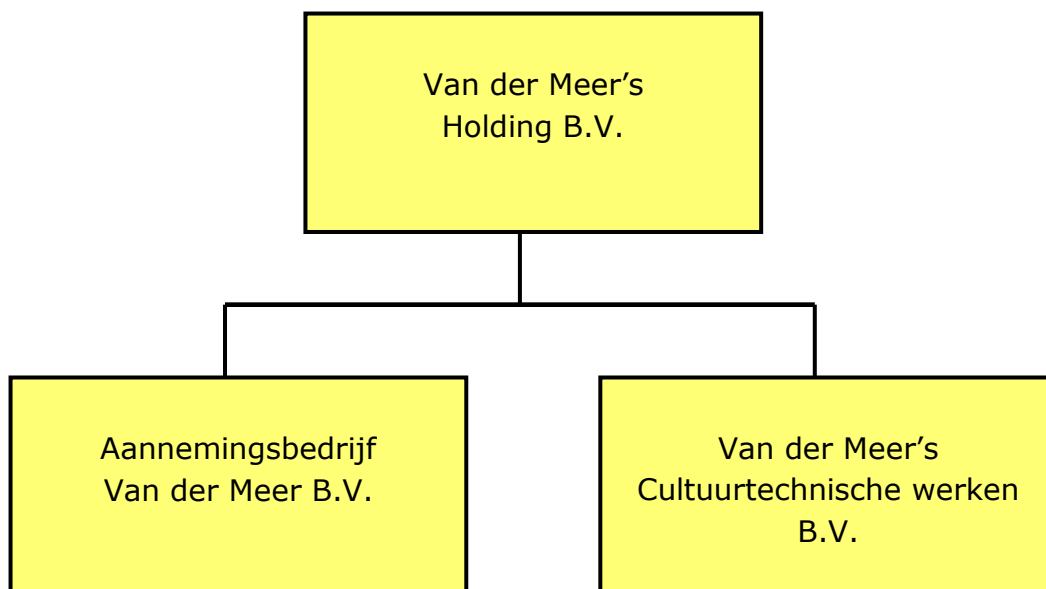 Van der Meer’s
Holding B.V.
Aannemingsbedrijf
Van der Meer B.V.
Van der Meer’s
Cultuurtechnische werken
B.V.